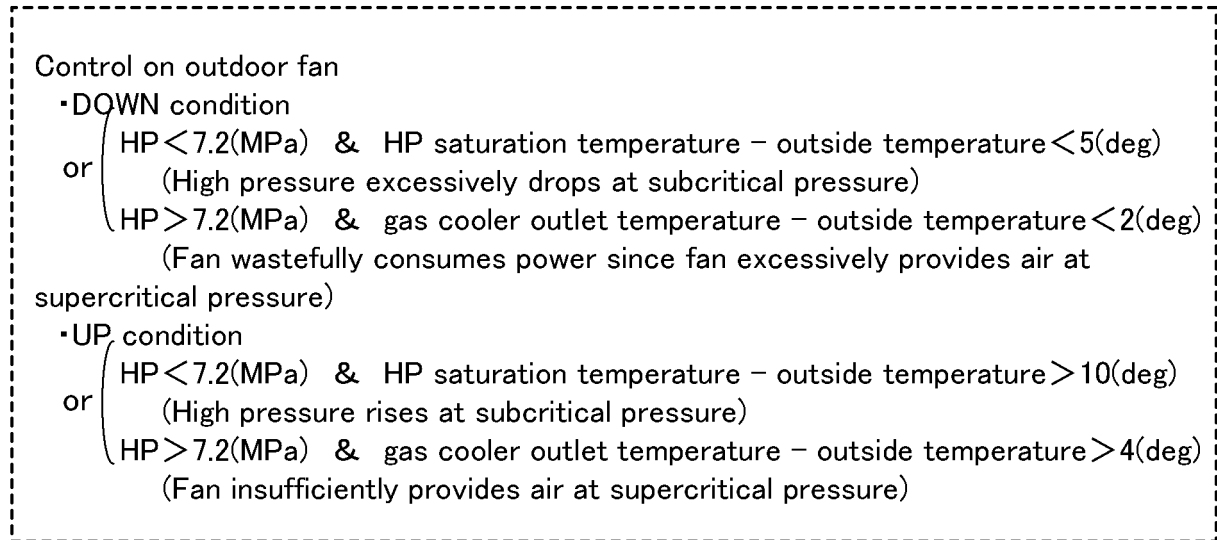 Control on outdoor fan
・DOWN condition
HP<7.2(MPa) & HP saturation temperature − outside temperature<5(deg)
or
(High pressure excessively drops at subcritical pressure)
HP>7.2(MPa) & gas cooler outlet temperature − outside temperature<2(deg)
(Fan wastefully consumes power since fan excessively provides air at
supercritical pressure)
・UP condition
HP<7.2(MPa) & HP saturation temperature − outside temperature>10(deg)
or
(High pressure rises at subcritical pressure)
HP>7.2(MPa) & gas cooler outlet temperature − outside temperature>4(deg)
(Fan insufficiently provides air at supercritical pressure)